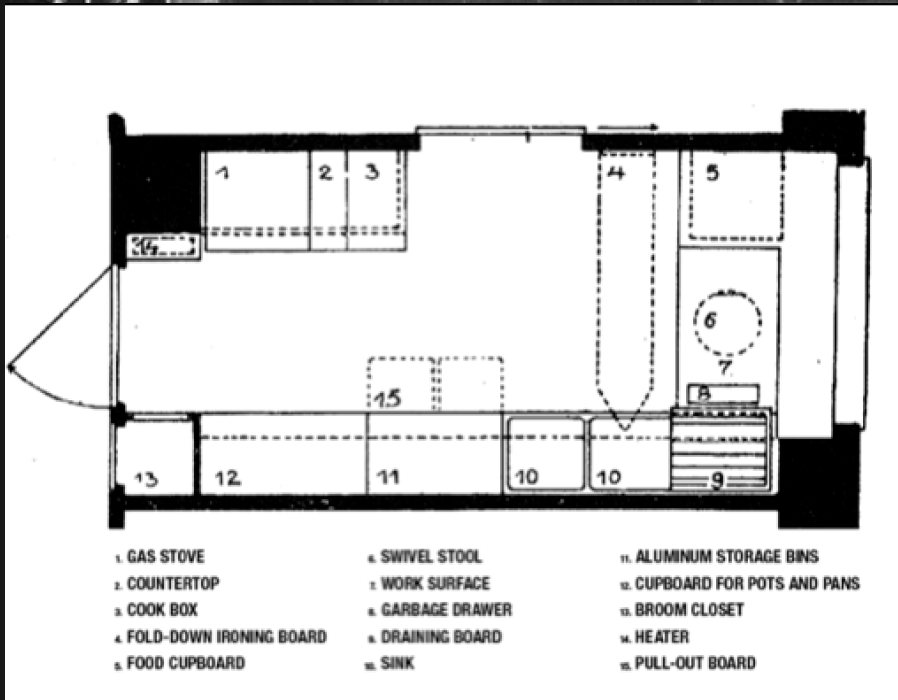 1 2 3 4 5
14
6
7
8
15
13 12 11 10 10 9
1. GAS STOVE
2. COUNTERTOP
3. COOK BOX
4. FOLD-DOWN IRONING BOARD
5. FOOD CUPBOARD
6. SWIVEL STOOL
7. WORK SURFACE
8. GARBAGE DRAWER
9. DRAINING BOARD
10. SINK
11. ALUMINUM STORAGE BINS
12. CUPBOARD FOR POTS AND PANS
13. BROOM CLOSET
14. HEATER
15. PULL-OUT BOARD